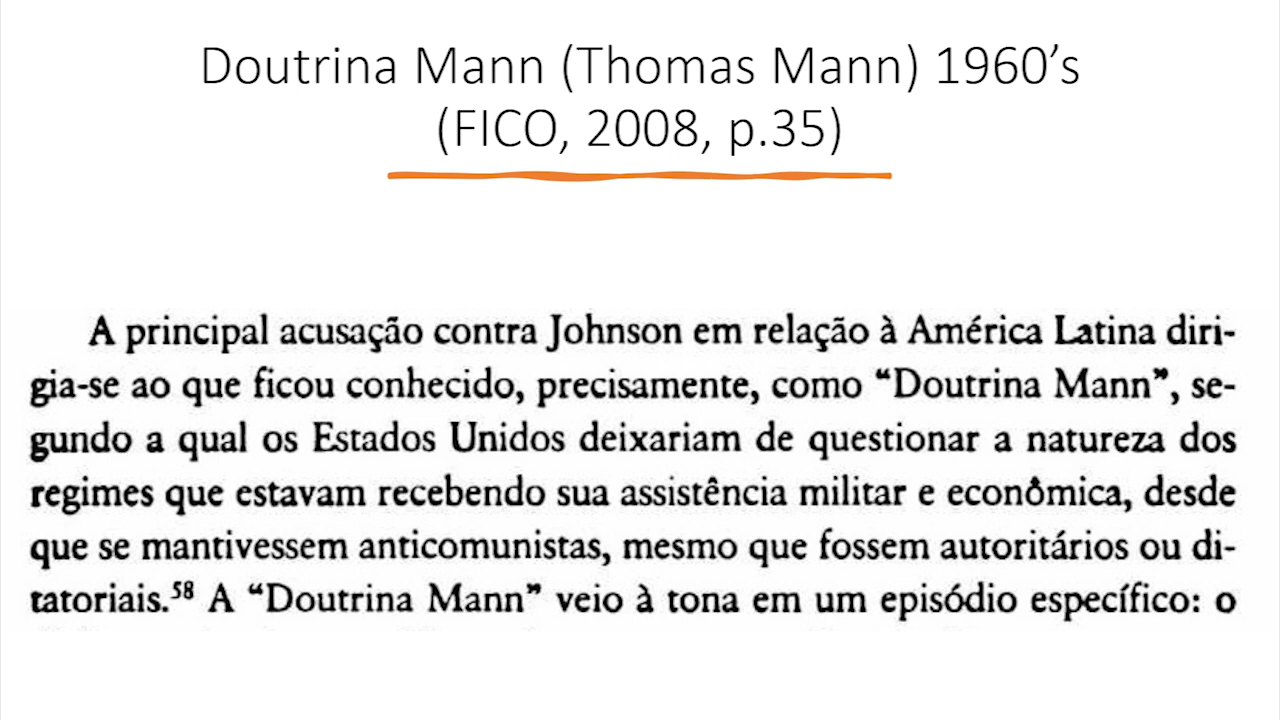 Doutrina Mann (Thomas Mann) 1960’s
(FICO, 2008, p.35)
A principal acusação contra Johnson em relação à América Latina diri-
gia-se ao que ficou conhecido, precisamente, como “Doutrina Mann”, se-
gundo a qual os Estados Unidos deixariam de questionar a natureza dos
regimes que estavam recebendo sua assistência militar e econômica, desde
que se mantivessem anticomunistas, mesmo que fossem autoritários ou di-
tatoriais.⁵⁸ A “Doutrina Mann” veio à tona em um episódio específico: o